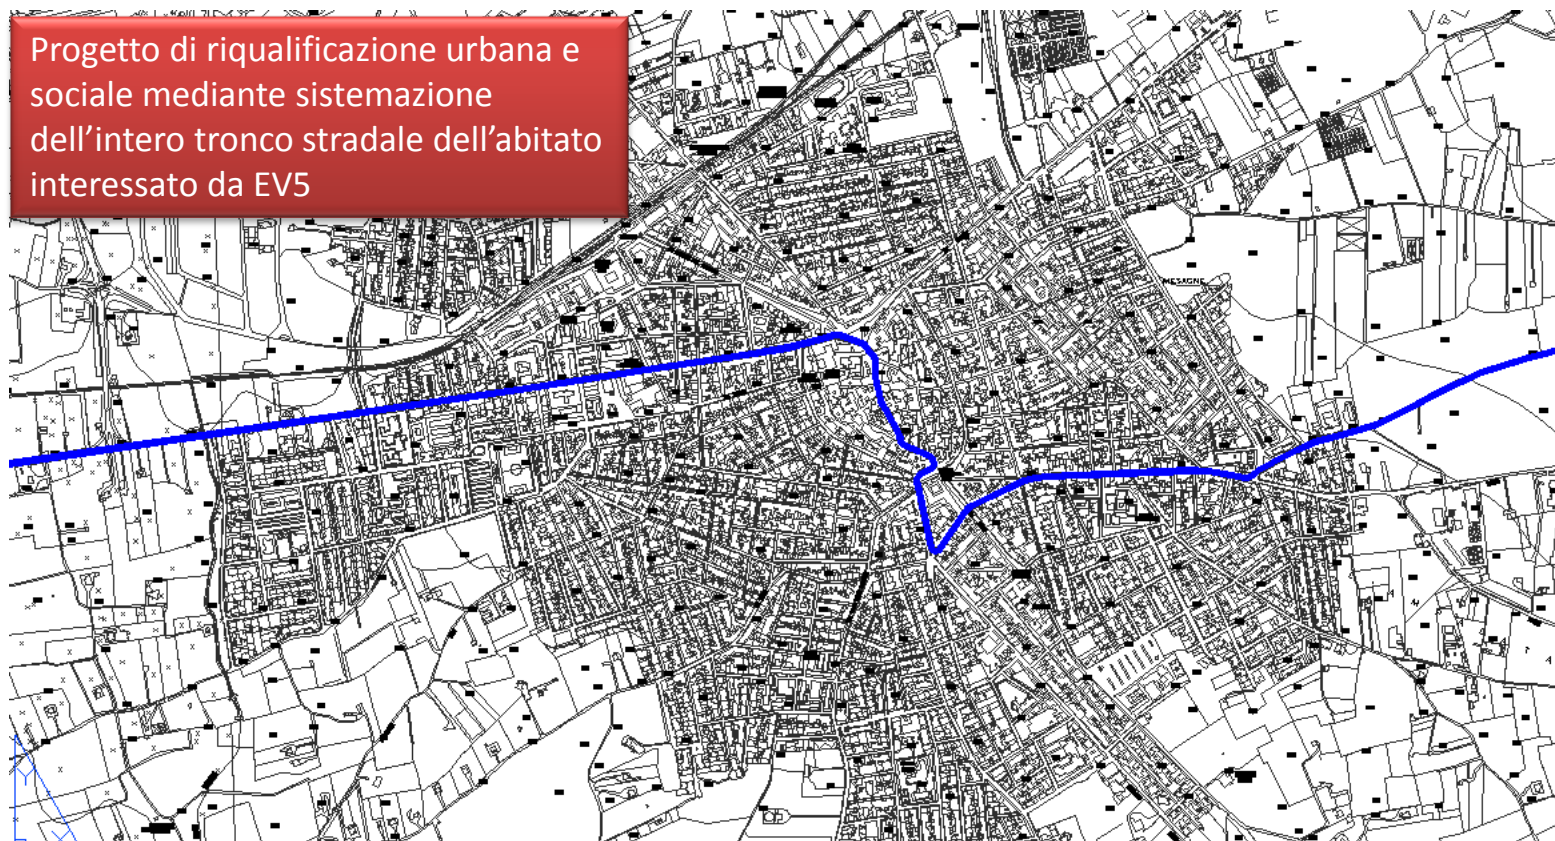 Progetto di riqualificazione urbana e
sociale mediante sistemazione
dell’intero tronco stradale dell’abitato
interessato da EV5
MESAGNE